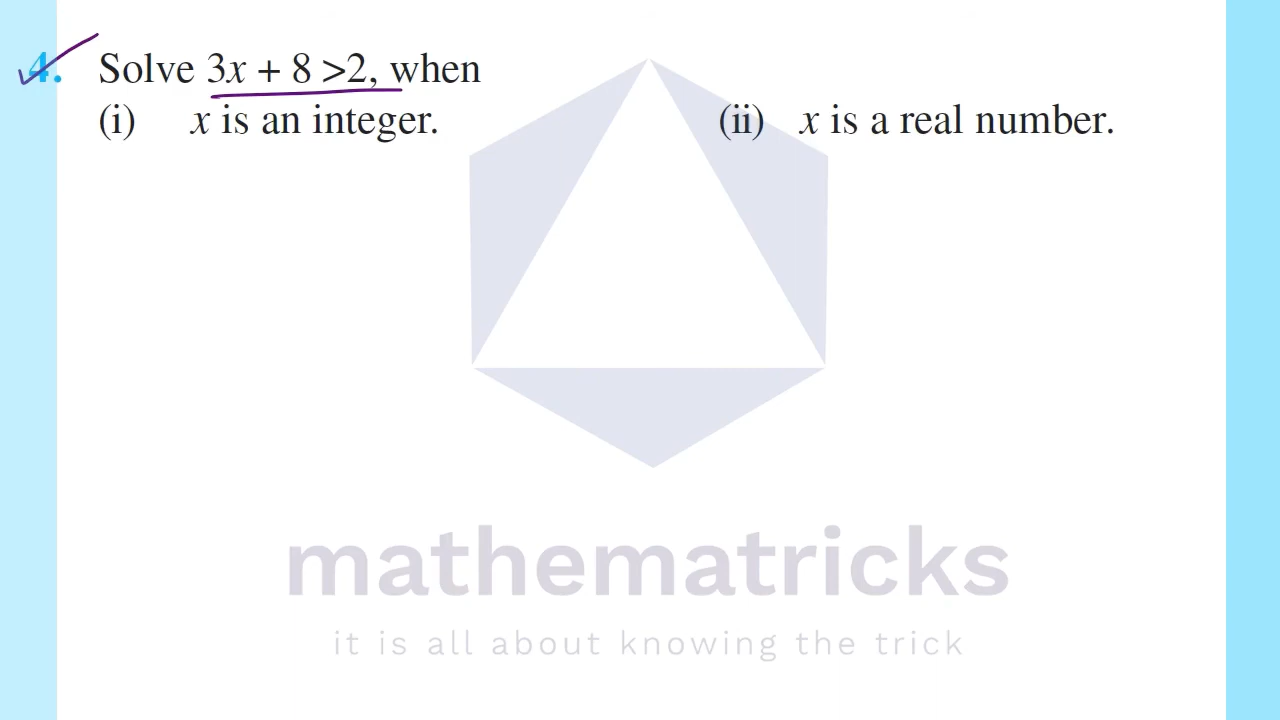 4. Solve 3x + 8 >2, when
(i) x is an integer. (ii) x is a real number.
mathematricks
it is all about knowing the trick